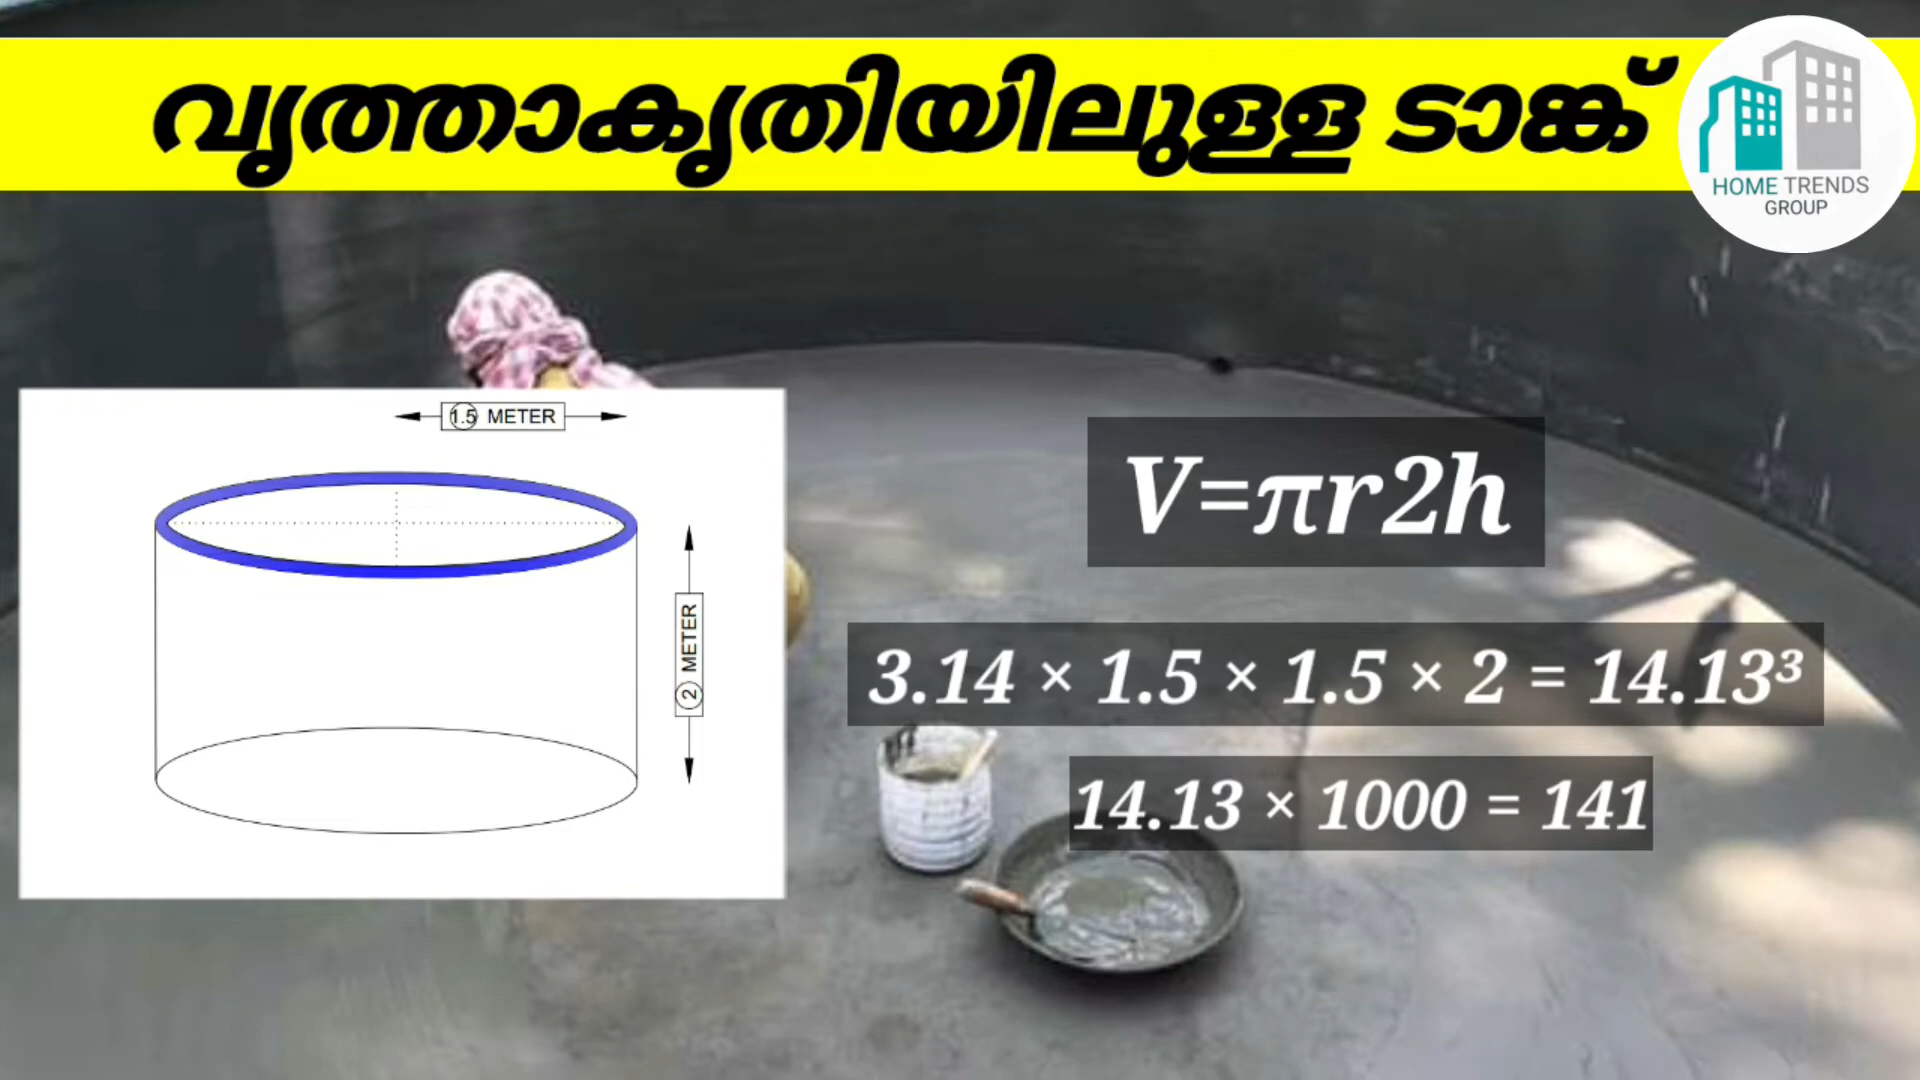 വൃത്താകൃതിയിലുള്ള ടാങ്ക്
HOME TRENDS
GROUP
1.5 METER
2 METER
V=πr2h
3.14 × 1.5 × 1.5 × 2 = 14.13³
14.13 × 1000 = 141